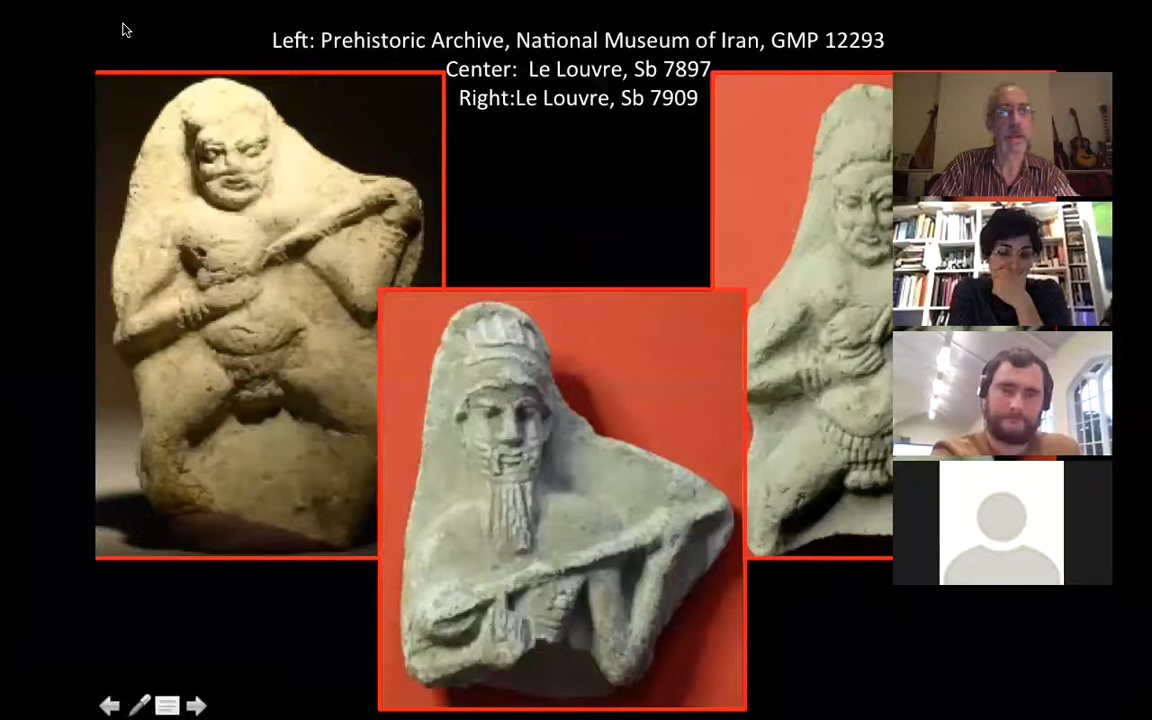 Left: Prehistoric Archive, National Museum of Iran, GMP 12293
Center:  Le Louvre, Sb 7897
Right:Le Louvre, Sb 7909